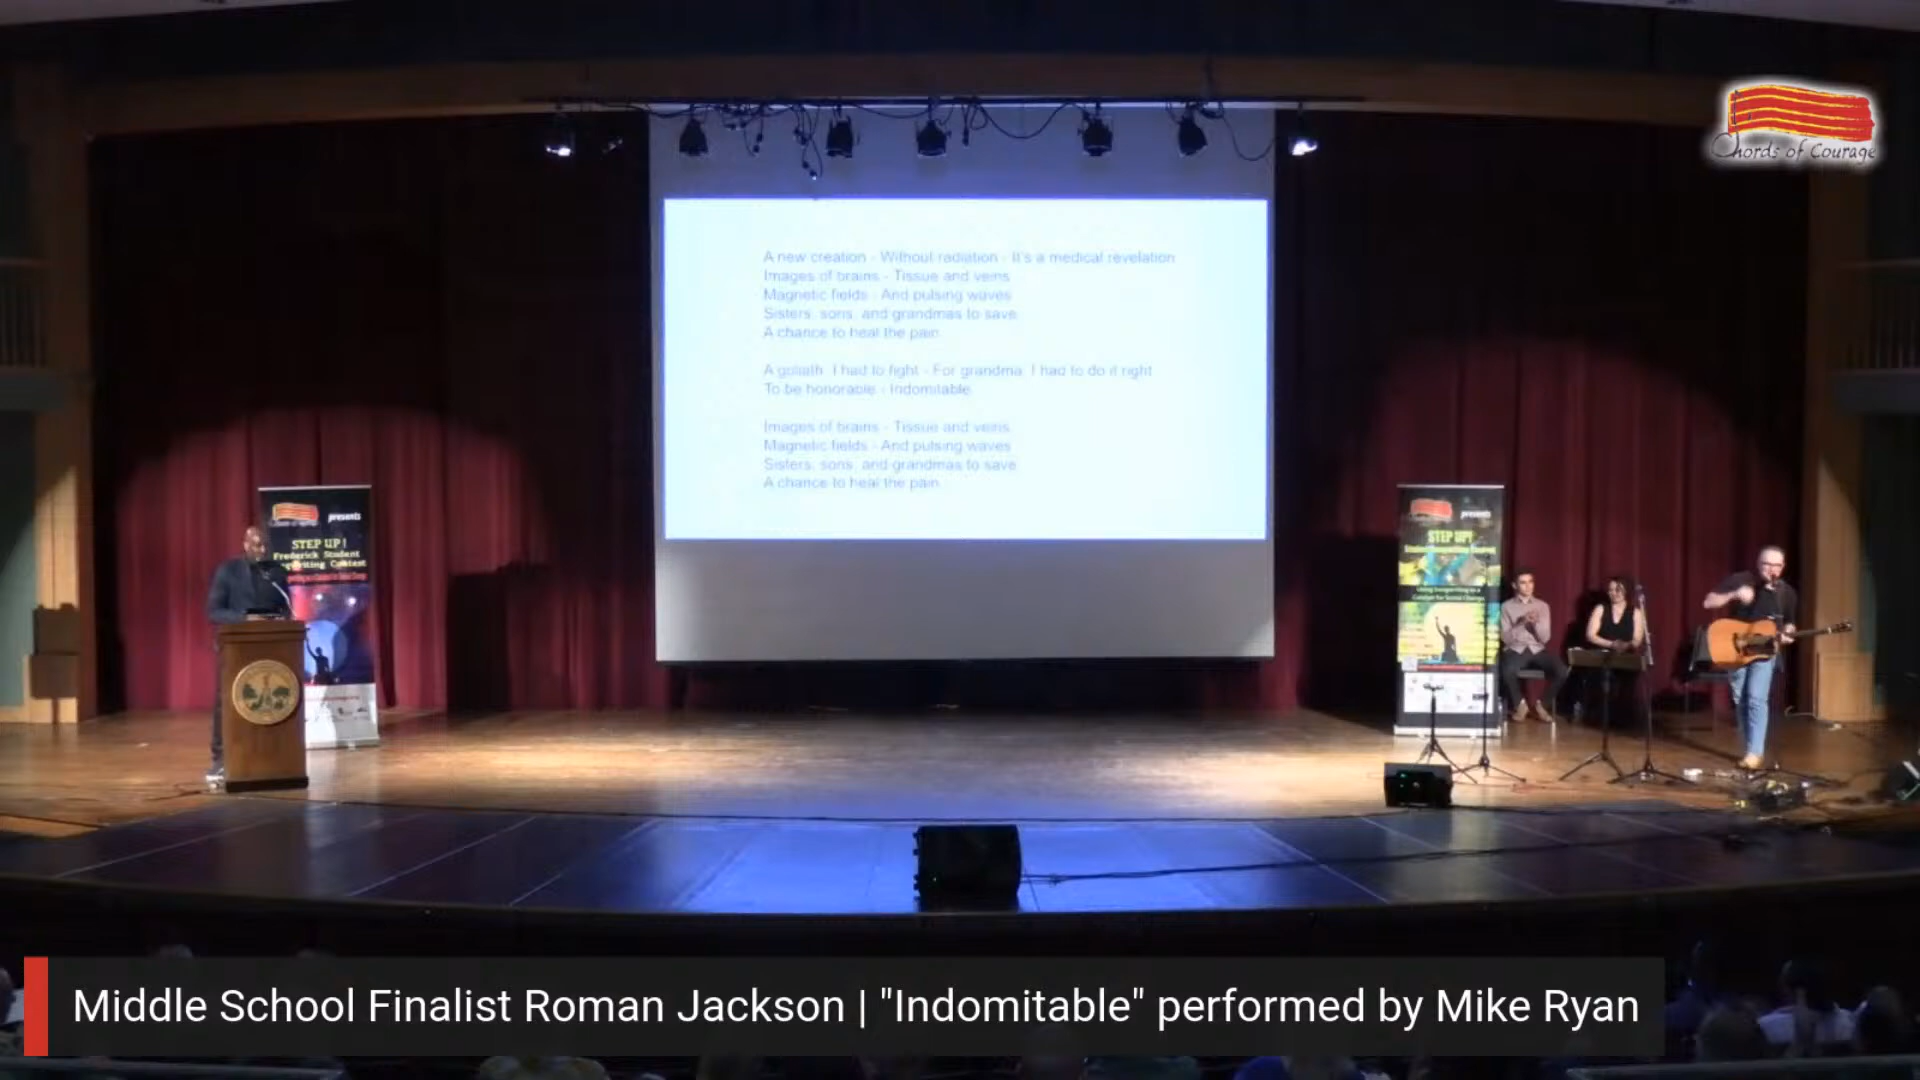 Chords of Courage
A new creation - Without radiation - It's a medical revelation
Images of brains - Tissue and veins
Magnetic fields - And pulsing waves
Sisters, sons, and grandmas to save
A chance to heal the pain
A goliath, I had to fight - For grandma, I had to do it right
To be honorable - Indomitable
Images of brains - Tissue and veins
Magnetic fields - And pulsing waves
Sisters, sons, and grandmas to save
A chance to heal the pain
presents
STEP UP!
Frederick Student
Contest
presents
STEP UP!
Middle School Finalist Roman Jackson | "Indomitable" performed by Mike Ryan